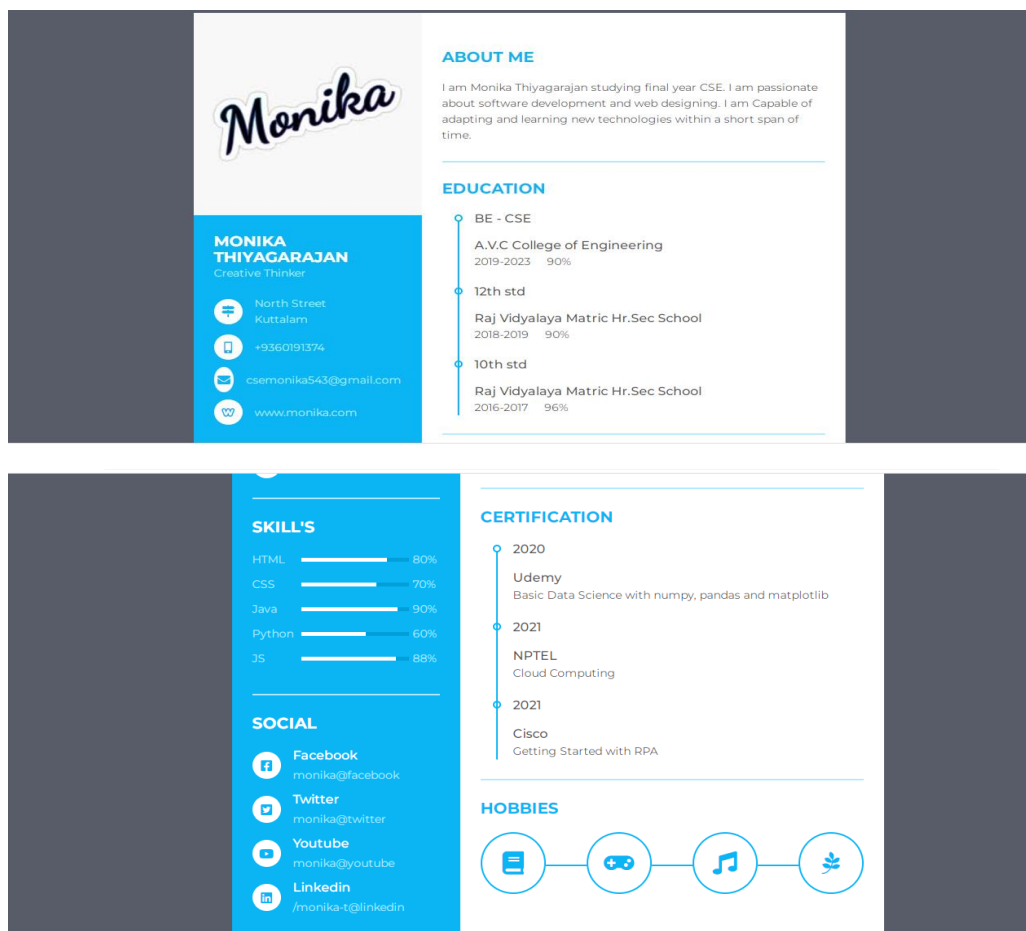 Monika
MONIKA
THIYAGARAJAN
Creative Thinker
North Street
Kuttalam
+9360191374
csemonika543@gmail.com
www.monika.com
ABOUT ME
I am Monika Thiyagarajan studying final year CSE. I am passionate
about software development and web designing. I am Capable of
adapting and learning new technologies within a short span of
time.
EDUCATION
BE - CSE
A.V.C College of Engineering
2019-2023 90%
12th std
Raj Vidyalaya Matric Hr.Sec School
2018-2019 90%
10th std
Raj Vidyalaya Matric Hr.Sec School
2016-2017 96%
SKILL'S
HTML 80%
CSS 70%
Java 90%
Python 60%
JS 88%
SOCIAL
Facebook
monika@facebook
Twitter
monika@twitter
Youtube
monika@youtube
Linkedin
/monika-t@linkedin
CERTIFICATION
2020
Udemy
Basic Data Science with numpy, pandas and matplotlib
2021
NPTEL
Cloud Computing
2021
Cisco
Getting Started with RPA
HOBBIES